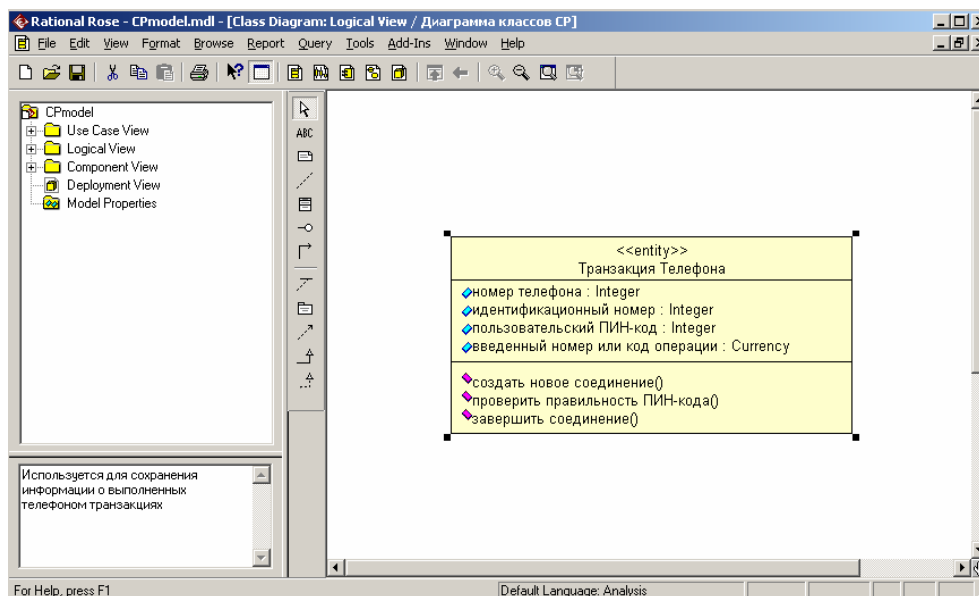 Rational Rose - CPmodel.mdl - [Class Diagram: Logical View / Диаграмма классов CP]
File Edit View Format Browse Report Query Tools Add-Ins Window Help
CPmodel
Use Case View
Logical View
Component View
Deployment View
Model Properties
ABC
<<entity>>
Транзакция Телефона
номер телефона : Integer
идентификационный номер : Integer
пользовательский ПИН-код : Integer
введенный номер или код операции : Currency
создать новое соединение()
проверить правильность ПИН-кода()
завершить соединение()
Используется для сохранения
информации о выполненных
телефоном транзакциях
For Help, press F1
Default Language: Analysis